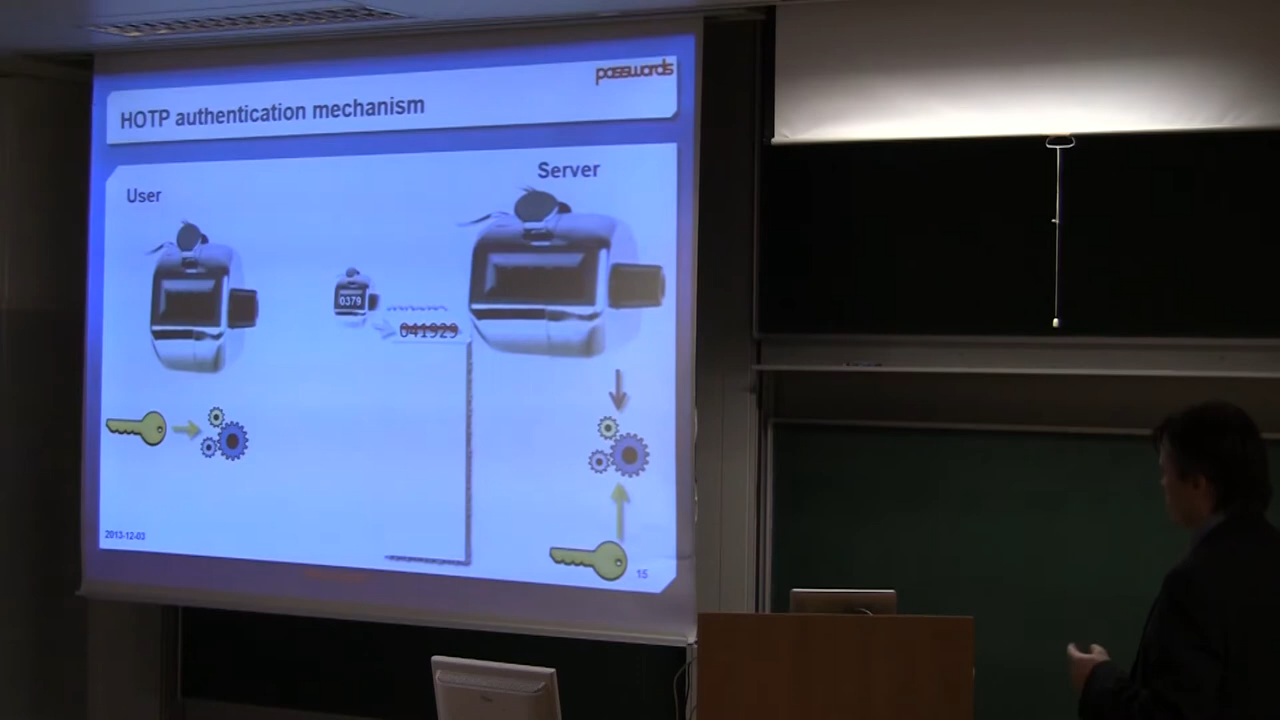 passwords
HOTP authentication mechanism
User
Server
0379
041929
2013-12-03
15